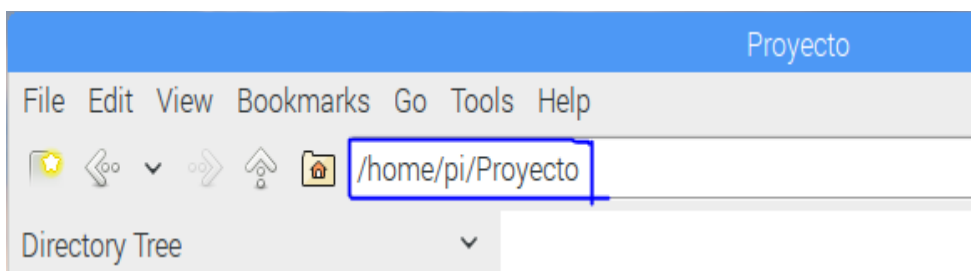 Proyecto
File Edit View Bookmarks Go Tools Help
/home/pi/Proyecto
Directory Tree